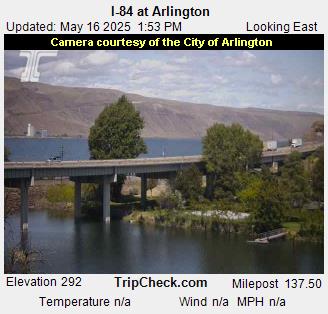 I-84 at Arlington
Updated: May 16 2025 1:53 PM Looking East
Camera courtesy of the City of Arlington
Elevation 292 TripCheck.com Milepost 137.50
Temperature n/a Wind n/a MPH n/a